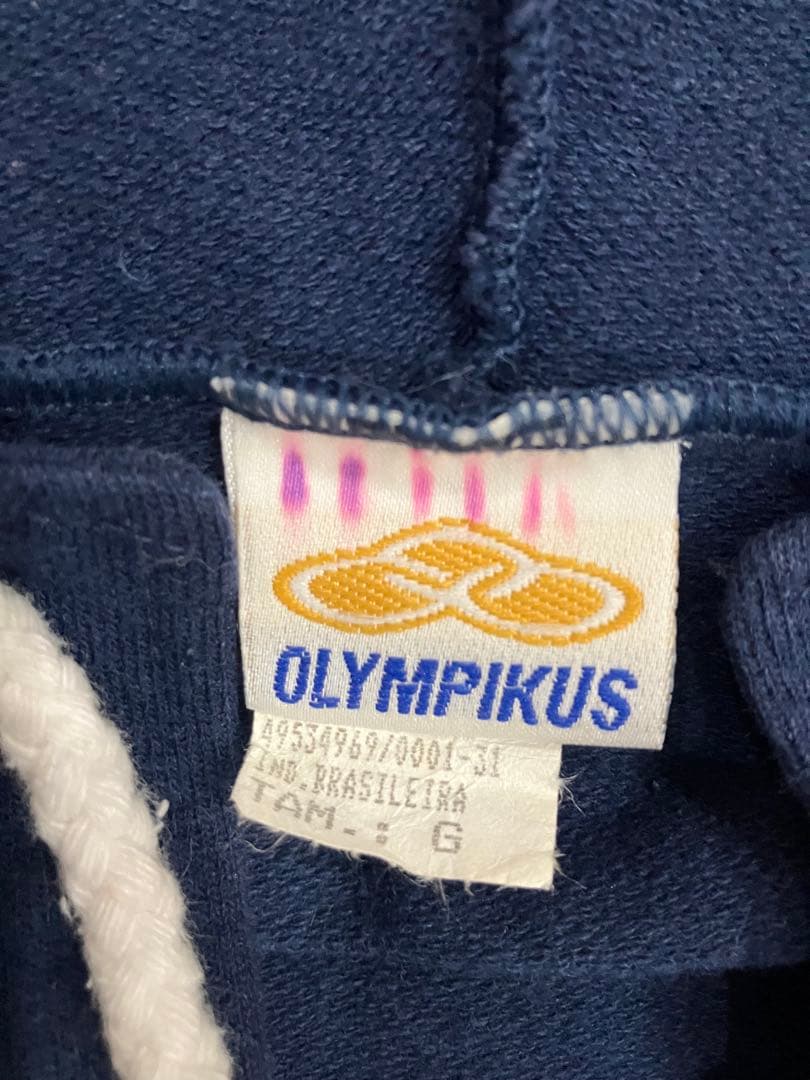 OLYMPIKUS
49534969/0001-31
IND.BRASILEIRA
TAM.: G